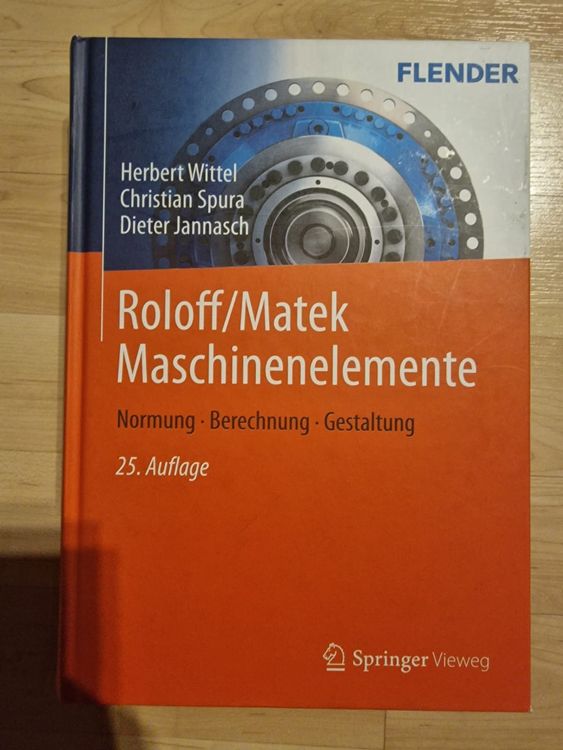 FLENDER
Herbert Wittel
Christian Spura
Dieter Jannasch
Roloff/Matek
Maschinenelemente
Normung · Berechnung · Gestaltung
25. Auflage
Springer Vieweg